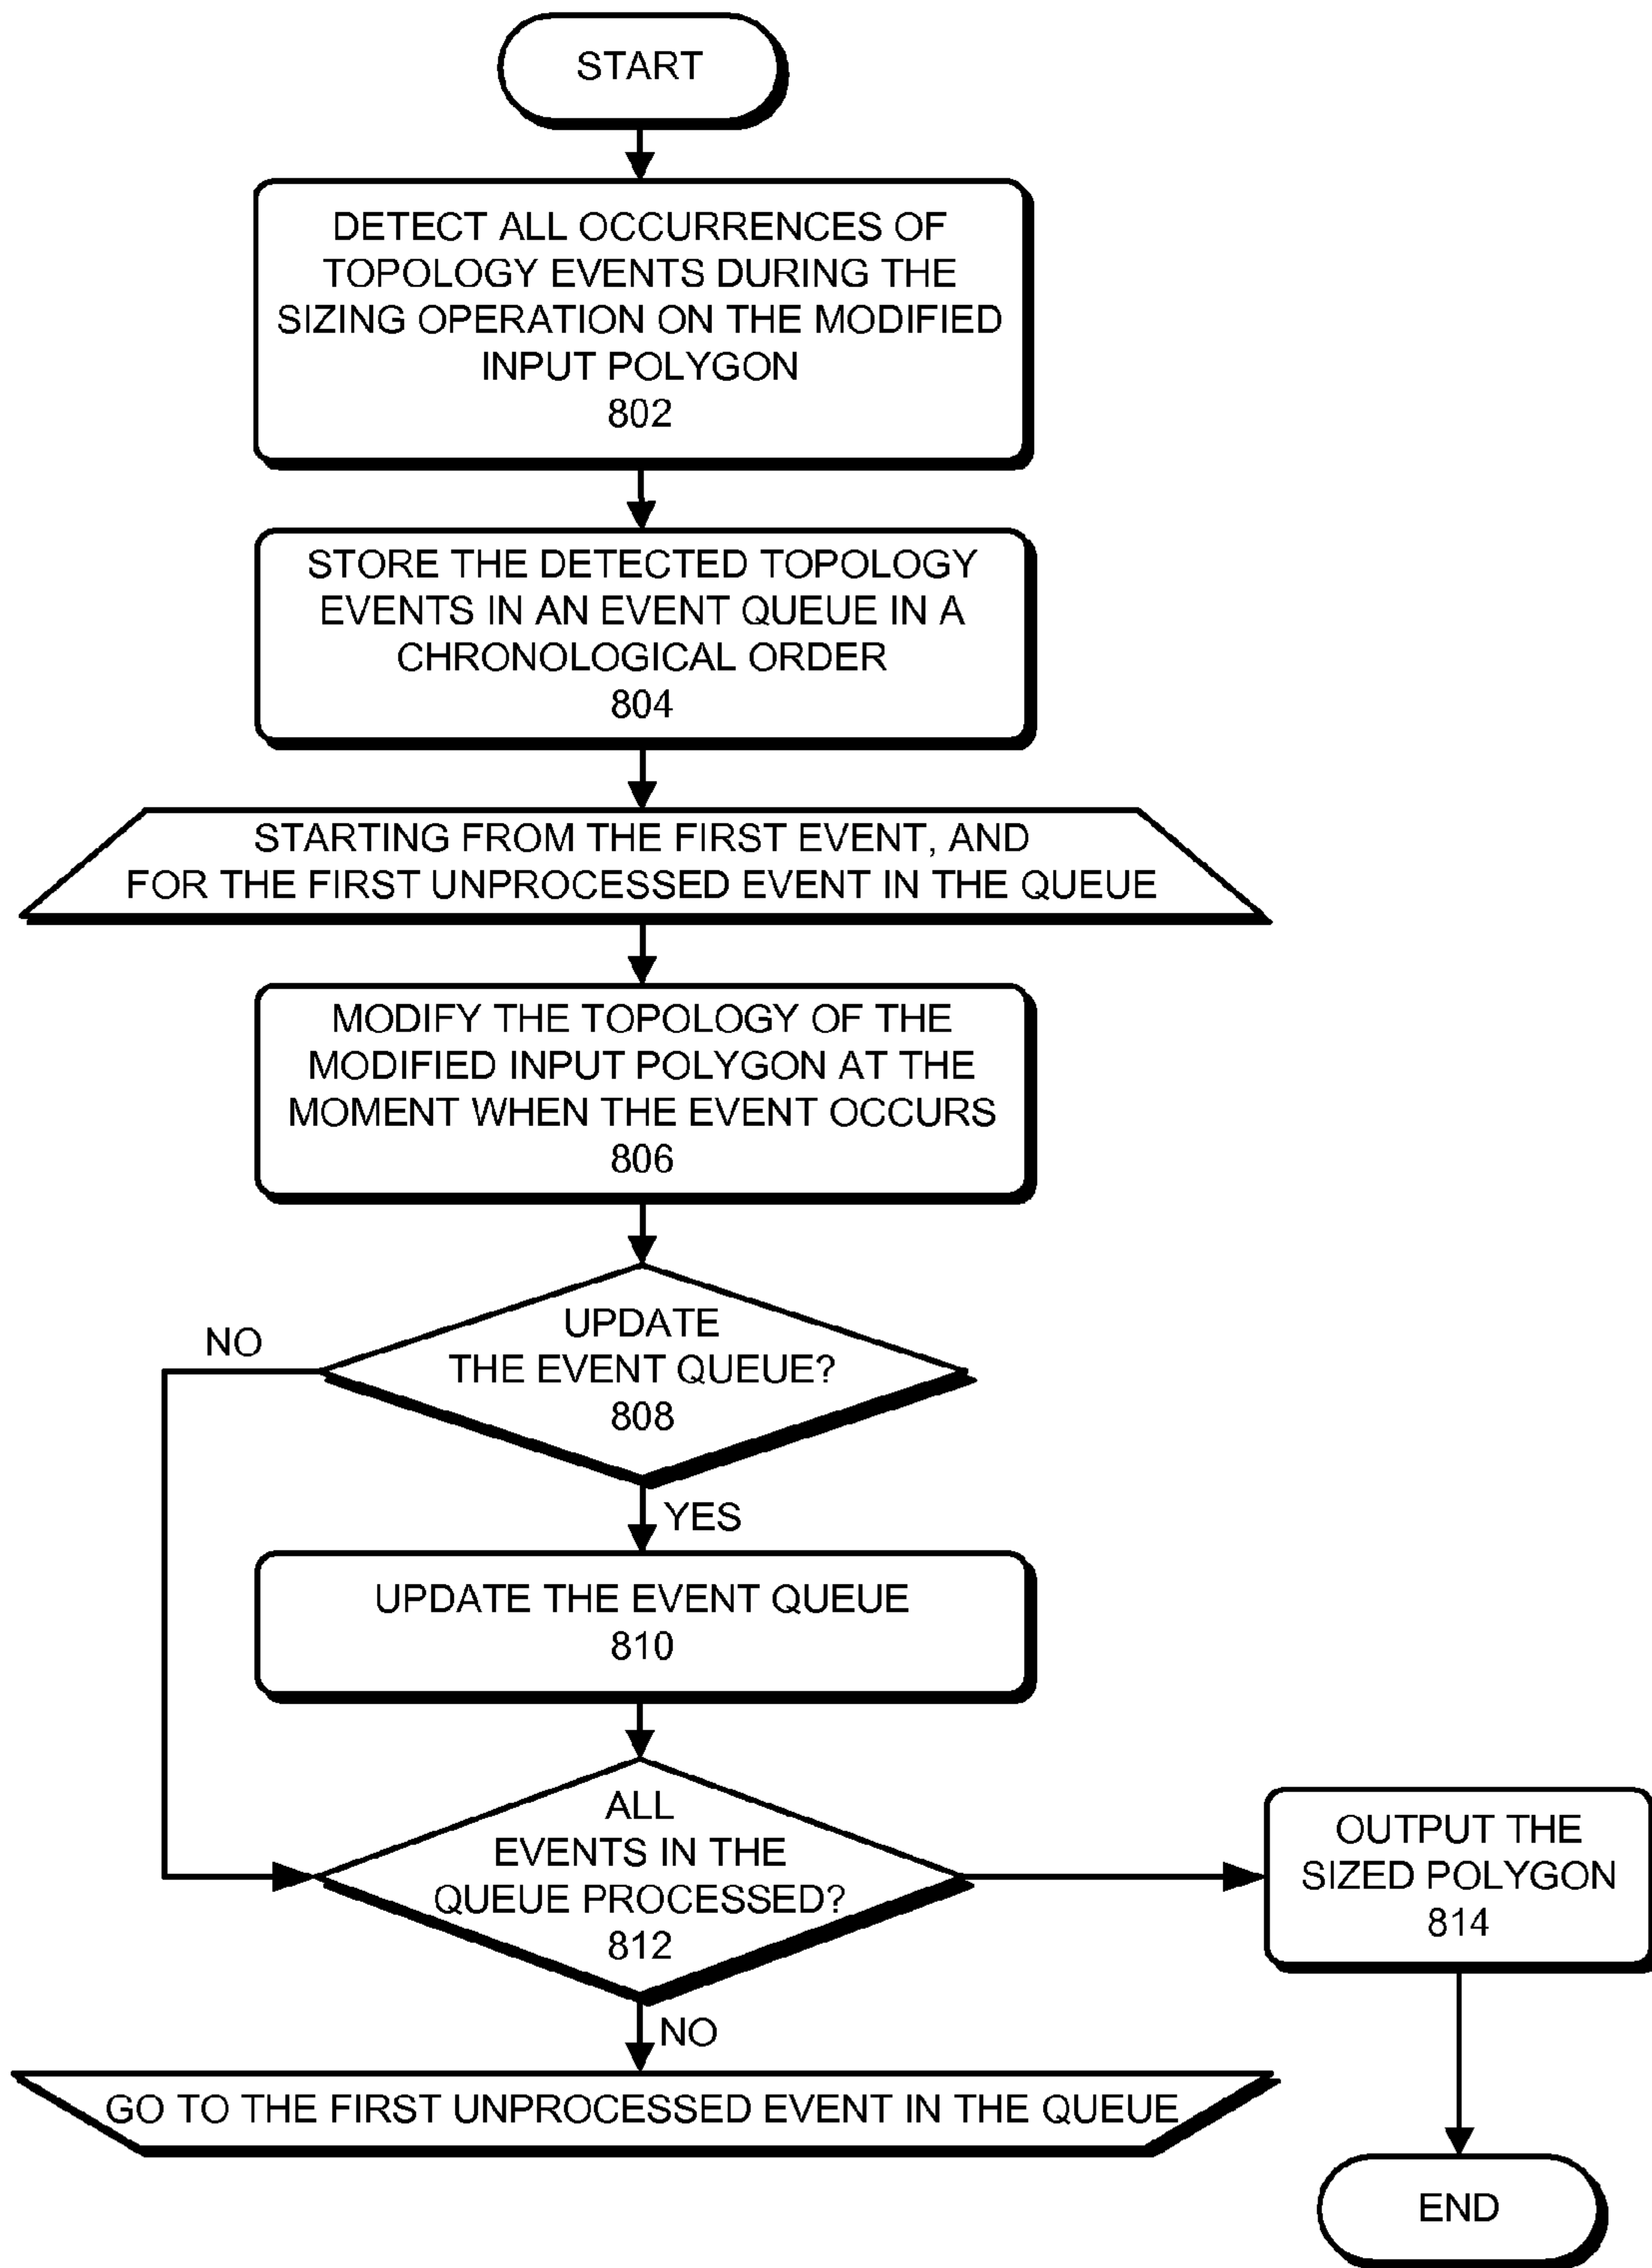 START
DETECT ALL OCCURRENCES OF
TOPOLOGY EVENTS DURING THE
SIZING OPERATION ON THE MODIFIED
INPUT POLYGON
802
STORE THE DETECTED TOPOLOGY
EVENTS IN AN EVENT QUEUE IN A
CHRONOLOGICAL ORDER
804
STARTING FROM THE FIRST EVENT, AND
FOR THE FIRST UNPROCESSED EVENT IN THE QUEUE
MODIFY THE TOPOLOGY OF THE
MODIFIED INPUT POLYGON AT THE
MOMENT WHEN THE EVENT OCCURS
806
UPDATE
THE EVENT QUEUE?
808
NO
YES
UPDATE THE EVENT QUEUE
810
ALL
EVENTS IN THE
QUEUE PROCESSED?
812
OUTPUT THE
SIZED POLYGON
814
NO
GO TO THE FIRST UNPROCESSED EVENT IN THE QUEUE
END